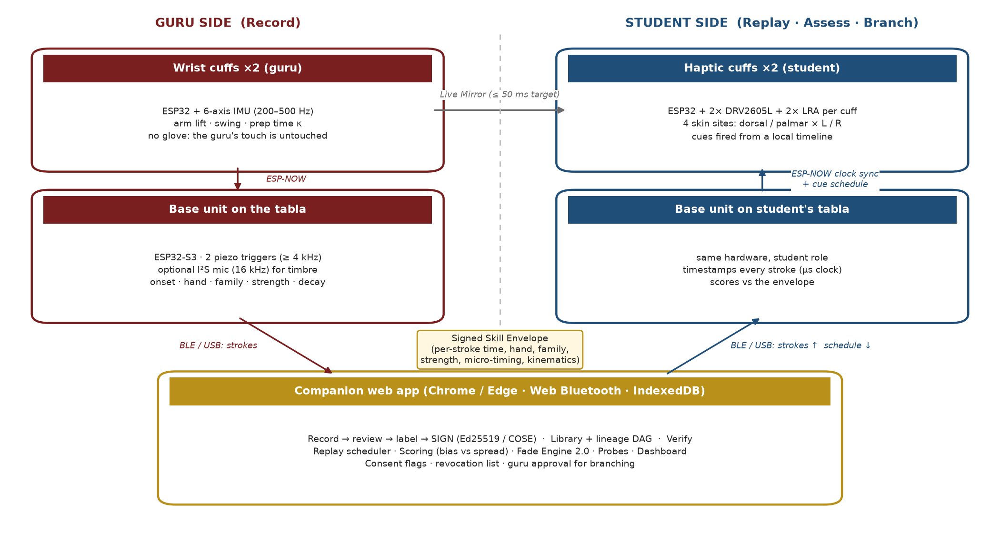 GURU SIDE (Record)
STUDENT SIDE (Replay · Assess · Branch)
Wrist cuffs ×2 (guru)
ESP32 + 6-axis IMU (200–500 Hz)
arm lift · swing · prep time κ
no glove: the guru's touch is untouched
Live Mirror (≤ 50 ms target)
Haptic cuffs ×2 (student)
ESP32 + 2× DRV2605L + 2× LRA per cuff
4 skin sites: dorsal / palmar × L / R
cues fired from a local timeline
ESP-NOW
ESP-NOW clock sync
+ cue schedule
Base unit on the tabla
ESP32-S3 · 2 piezo triggers (≥ 4 kHz)
optional I²S mic (16 kHz) for timbre
onset · hand · family · strength · decay
Base unit on student's tabla
same hardware, student role
timestamps every stroke (µs clock)
scores vs the envelope
BLE / USB: strokes
Signed Skill Envelope
(per-stroke time, hand, family,
strength, micro-timing, kinematics)
BLE / USB: strokes ↑ schedule ↓
Companion web app (Chrome / Edge · Web Bluetooth · IndexedDB)
Record → review → label → SIGN (Ed25519 / COSE) · Library + lineage DAG · Verify
Replay scheduler · Scoring (bias vs spread) · Fade Engine 2.0 · Probes · Dashboard
Consent flags · revocation list · guru approval for branching